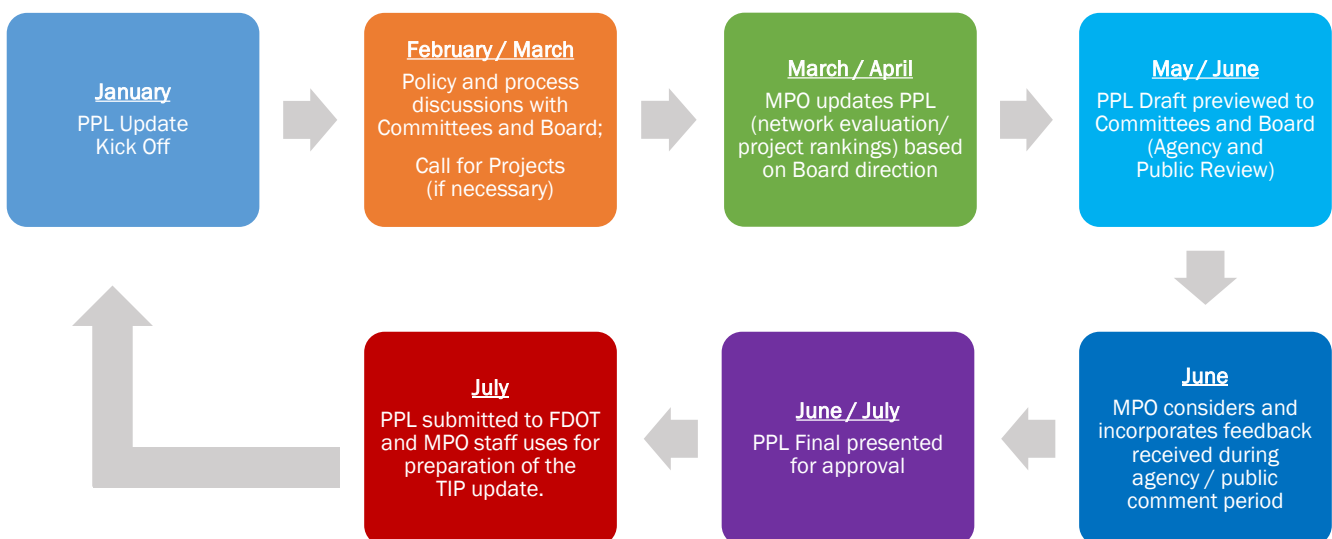 January
PPL Update
Kick Off
February / March
Policy and process
discussions with
Committees and Board;
Call for Projects
(if necessary)
March / April
MPO updates PPL
(network evaluation/
project rankings) based
on Board direction
May / June
PPL Draft previewed to
Committees and Board
(Agency and
Public Review)
June
MPO considers and
incorporates feedback
received during
agency / public
comment period
June / July
PPL Final presented
for approval
July
PPL submitted to FDOT
and MPO staff uses for
preparation of the
TIP update.